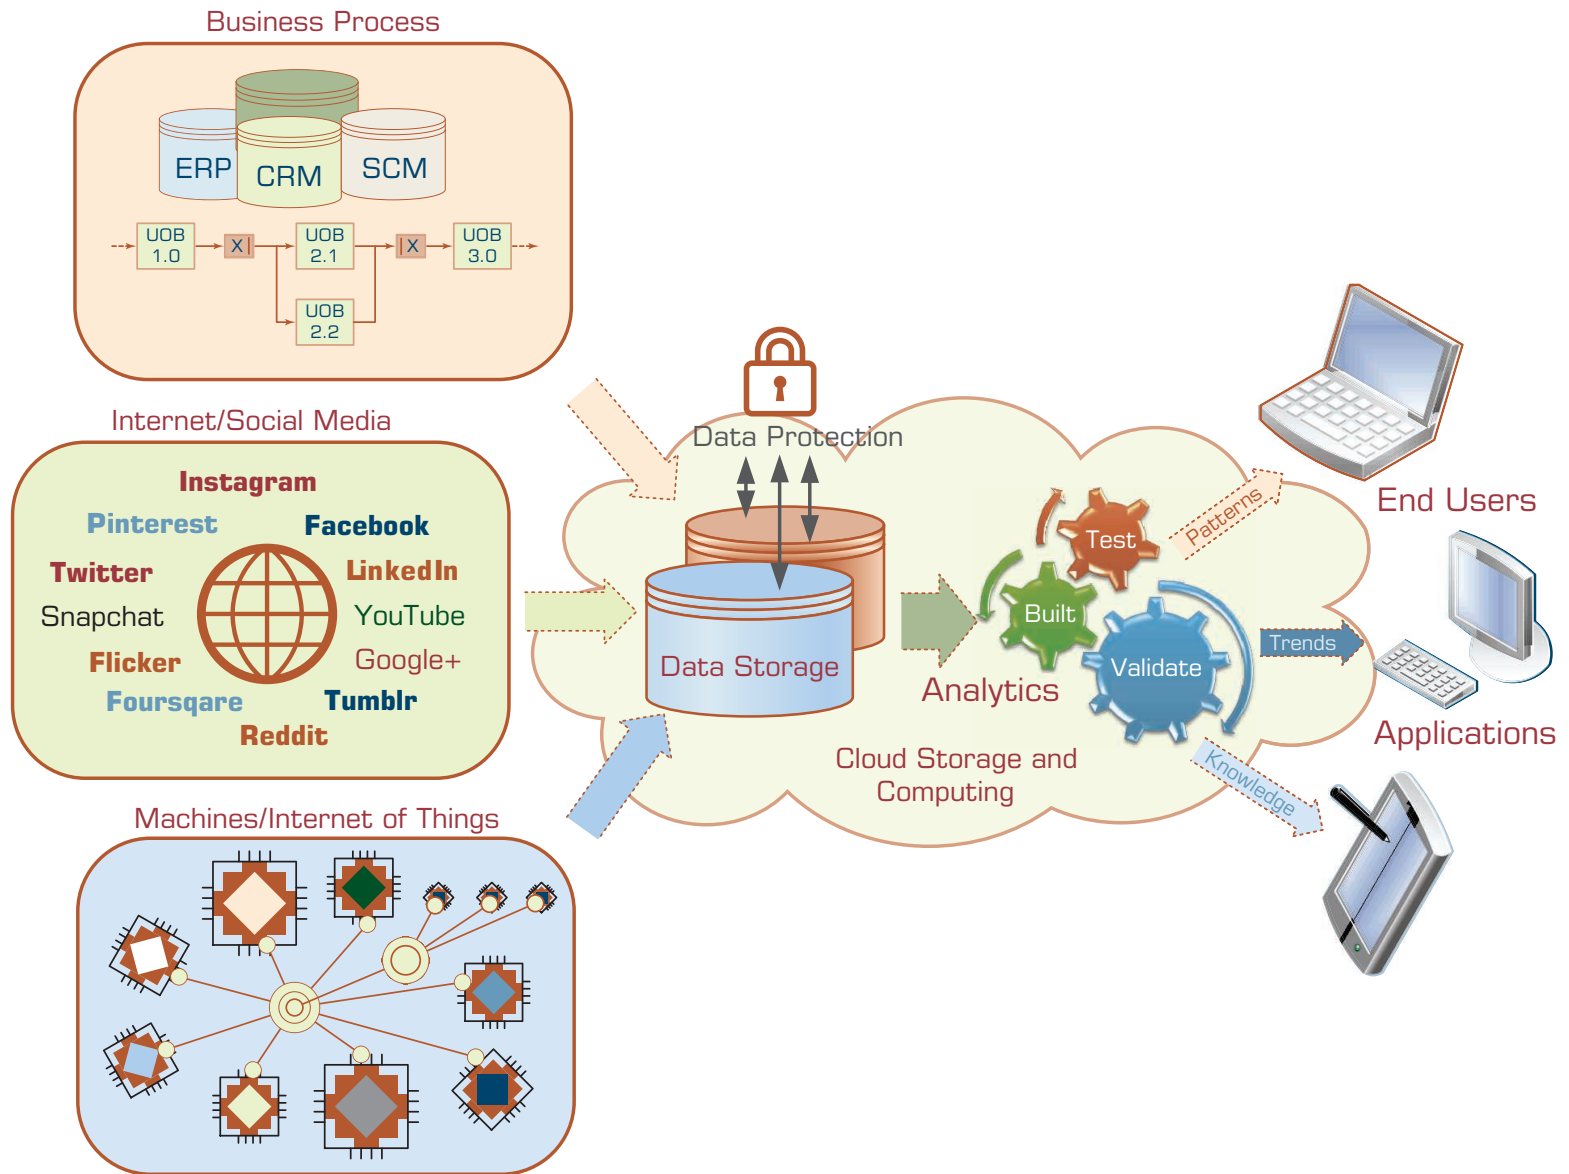 Business Process
ERP
CRM
SCM
UOB
1.0
X|
UOB
2.1
|X
UOB
3.0
UOB
2.2
Internet/Social Media
Instagram
Pinterest
Facebook
Twitter
LinkedIn
Snapchat
YouTube
Flicker
Google+
Foursqare
Tumblr
Reddit
Machines/Internet of Things
Data Protection
Data Storage
Analytics
Test
Built
Validate
Cloud Storage and
Computing
Patterns
Trends
Knowledge
End Users
Applications